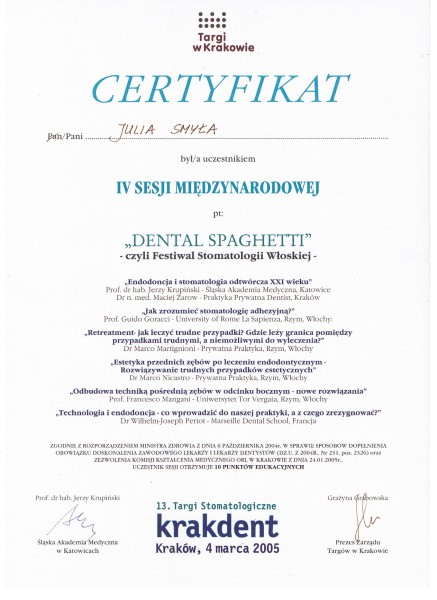 Targi
w Krakowie
CERTYFIKAT
Pan/Pani JULIA SMYŁA
był/a uczestnikiem
IV SESJI MIĘDZYNARODOWEJ
pt:
„DENTAL SPAGHETTI”
- czyli Festiwal Stomatologii Włoskiej -
„Endodoncja i stomatologia odtwórcza XXI wieku”
Prof. dr hab. Jerzy Krupiński - Śląska Akademia Medyczna, Katowice
Dr n. med. Maciej Żarow - Praktyka Prywatna Dentist, Kraków
„Jak zrozumieć stomatologię adhezyjną?”
Prof. Guido Goracci - University of Rome La Sapienza, Rzym, Włochy:
„Retreatment- jak leczyć trudne przypadki? Gdzie leży granica pomiędzy
przypadkami trudnymi, a niemożliwymi do wyleczenia?”
Dr Marco Martignioni - Prywatna Praktyka, Rzym, Włochy
„Estetyka przednich zębów po leczeniu endodontycznym -
Rozwiązywanie trudnych przypadków estetycznych”
Dr Marco Nicastro - Prywatna Praktyka, Rzym, Włochy
„Odbudowa techniką pośrednią zębów w odcinku bocznym - nowe rozwiązania”
Prof. Francesco Mangani - Uniwersytet Tor Vergata, Rzym, Włochy
„Technologia i endodoncja - co wprowadzić do naszej praktyki, a z czego zrezygnować?”
Dr Wilhelm-Joseph Pertot - Marseille Dental School, Francja
ZGODNIE Z ROZPORZĄDZENIEM MINISTRA ZDROWIA Z DNIA 6 PAŹDZIERNIKA 2004R. W SPRAWIE SPOSOBÓW DOPEŁNIENIA
OBOWIĄZKU DOSKONALENIA ZAWODOWEGO LEKARZY I LEKARZY DENTYSTÓW (DZ.U. Z 2004R., Nr 231, poz. 2326) ORAZ
ZEZWOLENIA KOMISJI KSZTAŁCENIA MEDYCZNEGO ORL W KRAKOWIE Z DNIA 24.01.2005r.,
UCZESTNIK SESJI OTRZYMUJE 10 PUNKTÓW EDUKACYJNYCH
Prof. dr hab. Jerzy Krupiński
Śląska Akademia Medyczna
w Katowicach
13. Targi Stomatologiczne
krakdent
Kraków, 4 marca 2005
Grażyna Grabowska
Prezes Zarządu
Targów w Krakowie